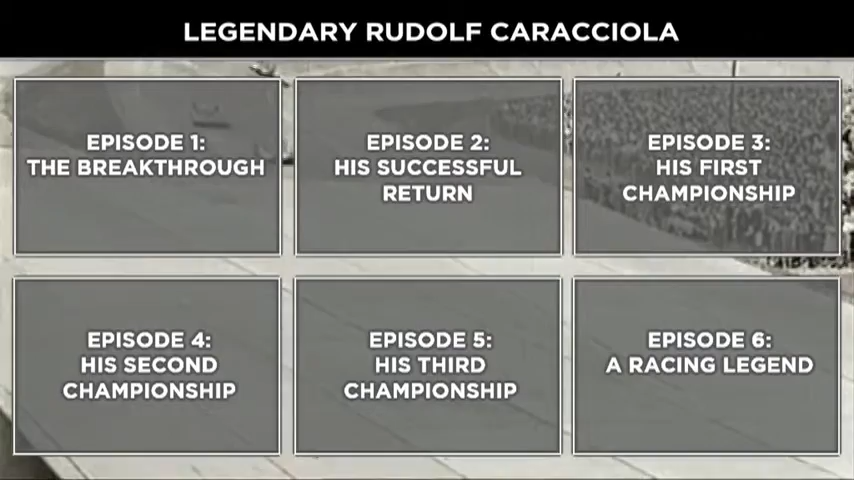 LEGENDARY RUDOLF CARACCIOLA
EPISODE 1:
THE BREAKTHROUGH
EPISODE 2:
HIS SUCCESSFUL
RETURN
EPISODE 3:
HIS FIRST
CHAMPIONSHIP
EPISODE 4:
HIS SECOND
CHAMPIONSHIP
EPISODE 5:
HIS THIRD
CHAMPIONSHIP
EPISODE 6:
A RACING LEGEND